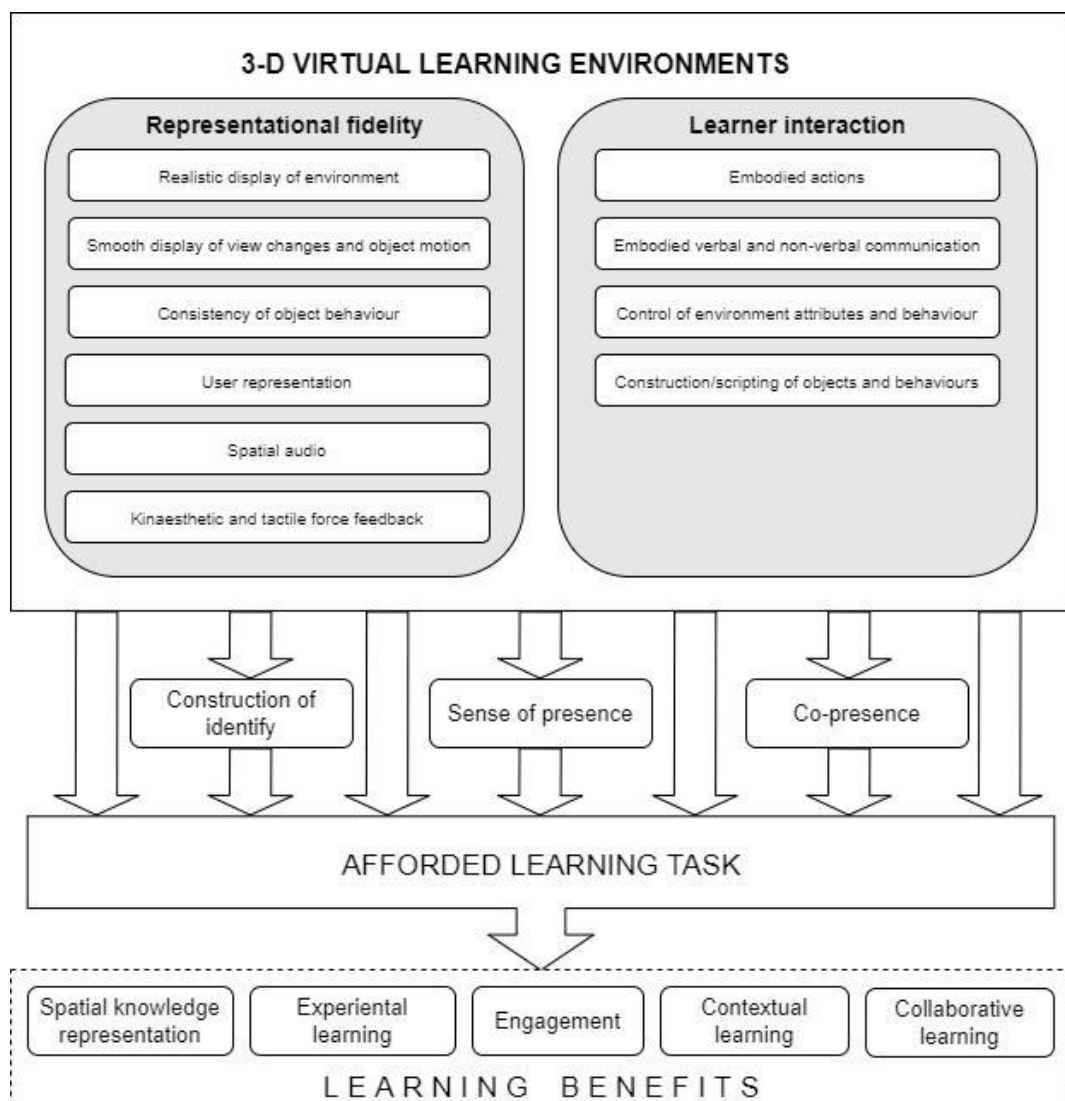 3-D VIRTUAL LEARNING ENVIRONMENTS
Representational fidelity
Realistic display of environment
Smooth display of view changes and object motion
Consistency of object behaviour
User representation
Spatial audio
Kinaesthetic and tactile force feedback
Learner interaction
Embodied actions
Embodied verbal and non-verbal communication
Control of environment attributes and behaviour
Construction/scripting of objects and behaviours
Construction of
identify
Sense of presence
Co-presence
AFFORDED LEARNING TASK
Spatial knowledge
representation
Experiental
learning
Engagement
Contextual
learning
Collaborative
learning
LEARNING BENEFITS